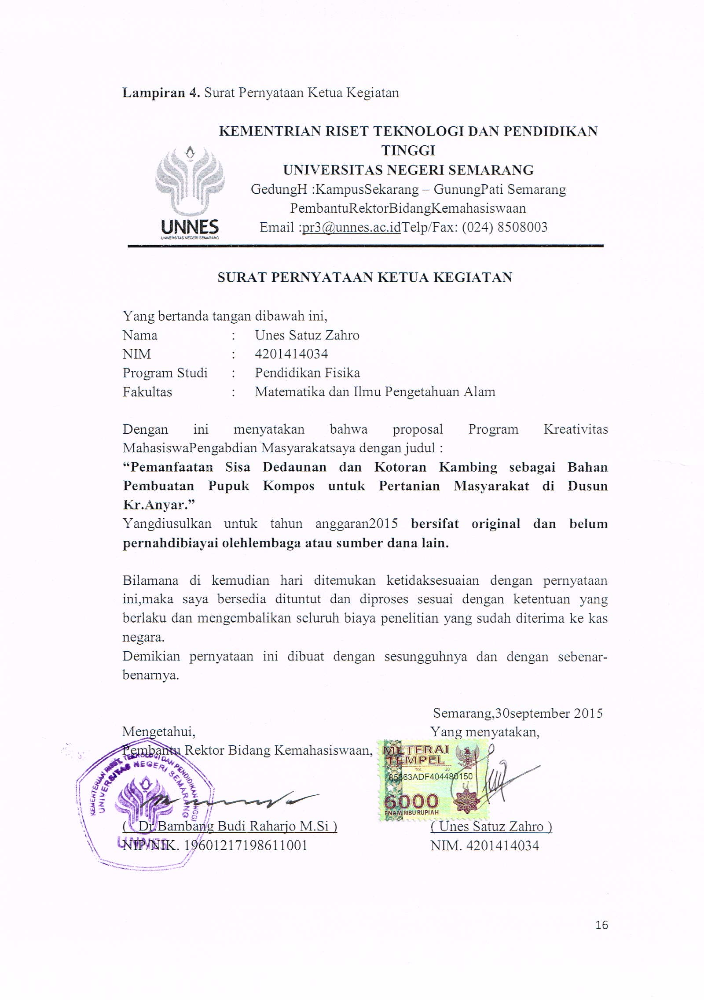 Lampiran 4. Surat Pernyataan Ketua Kegiatan
KEMENTRIAN RISET TEKNOLOGI DAN PENDIDIKAN
TINGGI
UNIVERSITAS NEGERI SEMARANG
GedungH :KampusSekarang – GunungPati Semarang
PembantuRektorBidangKemahasiswaan
Email :pr3@unnes.ac.idTelp/Fax: (024) 8508003
UNNES
UNIVERSITAS NEGERI SEMARANG
SURAT PERNYATAAN KETUA KEGIATAN
Yang bertanda tangan dibawah ini,
Nama : Unes Satuz Zahro
NIM : 4201414034
Program Studi : Pendidikan Fisika
Fakultas : Matematika dan Ilmu Pengetahuan Alam
Dengan ini menyatakan bahwa proposal Program Kreativitas
MahasiswaPengabdian Masyarakatsaya dengan judul :
“Pemanfaatan Sisa Dedaunan dan Kotoran Kambing sebagai Bahan
Pembuatan Pupuk Kompos untuk Pertanian Masyarakat di Dusun
Kr.Anyar.”
Yangdiusulkan untuk tahun anggaran2015 bersifat original dan belum
pernahdibiayai olehlembaga atau sumber dana lain.
Bilamana di kemudian hari ditemukan ketidaksesuaian dengan pernyataan
ini,maka saya bersedia dituntut dan diproses sesuai dengan ketentuan yang
berlaku dan mengembalikan seluruh biaya penelitian yang sudah diterima ke kas
negara.
Demikian pernyataan ini dibuat dengan sesungguhnya dan dengan sebenar-
benarnya.
Semarang,30september 2015
Mengetahui,
Yang menyatakan,
Pembantu Rektor Bidang Kemahasiswaan,
KEMENTERIAN RISET, TEKNOLOGI DAN PENDIDIKAN TINGGI
UNIVERSITAS NEGERI SEMARANG
UNNES
METERAI
TEMPEL
TGL. 20
85863ADF404480150
6000
ENAM RIBU RUPIAH
( Dr.Bambang Budi Raharjo M.Si )
( Unes Satuz Zahro )
NIP/NIK. 19601217198611001
NIM. 4201414034
16